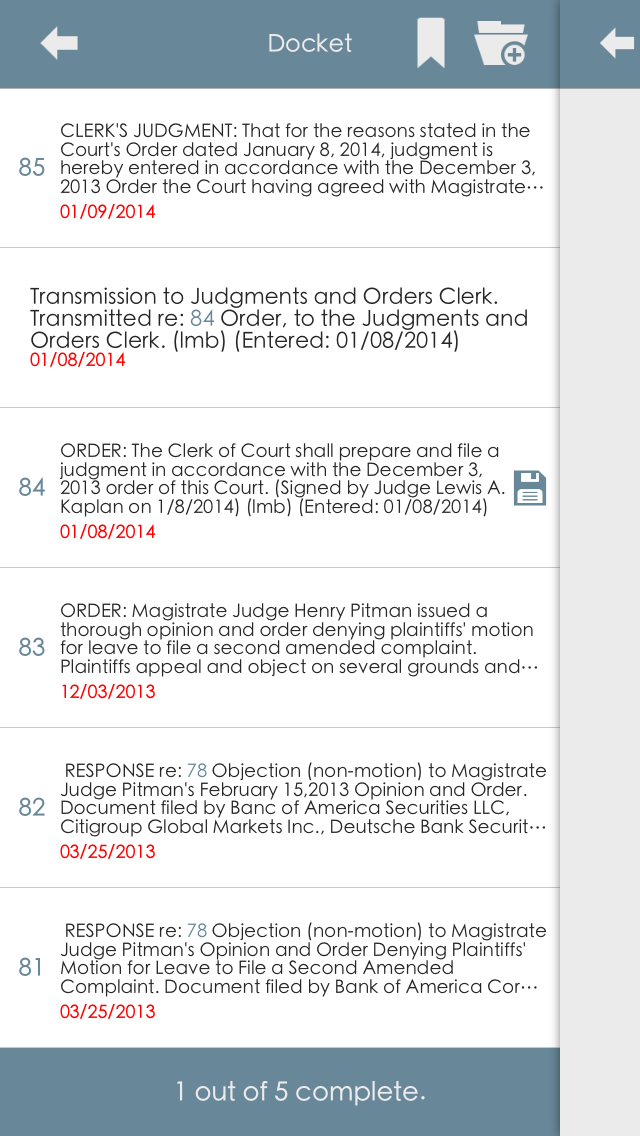 Docket
85
CLERK'S JUDGMENT: That for the reasons stated in the
Court's Order dated January 8, 2014, judgment is
hereby entered in accordance with the December 3,
2013 Order the Court having agreed with Magistrate···
01/09/2014
Transmission to Judgments and Orders Clerk.
Transmitted re: 84 Order, to the Judgments and
Orders Clerk. (lmb) (Entered: 01/08/2014)
01/08/2014
84
ORDER: The Clerk of Court shall prepare and file a
judgment in accordance with the December 3,
2013 order of this Court. (Signed by Judge Lewis A.
Kaplan on 1/8/2014) (lmb) (Entered: 01/08/2014)
01/08/2014
83
ORDER: Magistrate Judge Henry Pitman issued a
thorough opinion and order denying plaintiffs' motion
for leave to file a second amended complaint.
Plaintiffs appeal and object on several grounds and···
12/03/2013
82
RESPONSE re: 78 Objection (non-motion) to Magistrate
Judge Pitman's February 15,2013 Opinion and Order.
Document filed by Banc of America Securities LLC,
Citigroup Global Markets Inc., Deutsche Bank Securit···
03/25/2013
81
RESPONSE re: 78 Objection (non-motion) to Magistrate
Judge Pitman's Opinion and Order Denying Plaintiffs'
Motion for Leave to File a Second Amended
Complaint. Document filed by Bank of America Cor···
03/25/2013
1 out of 5 complete.